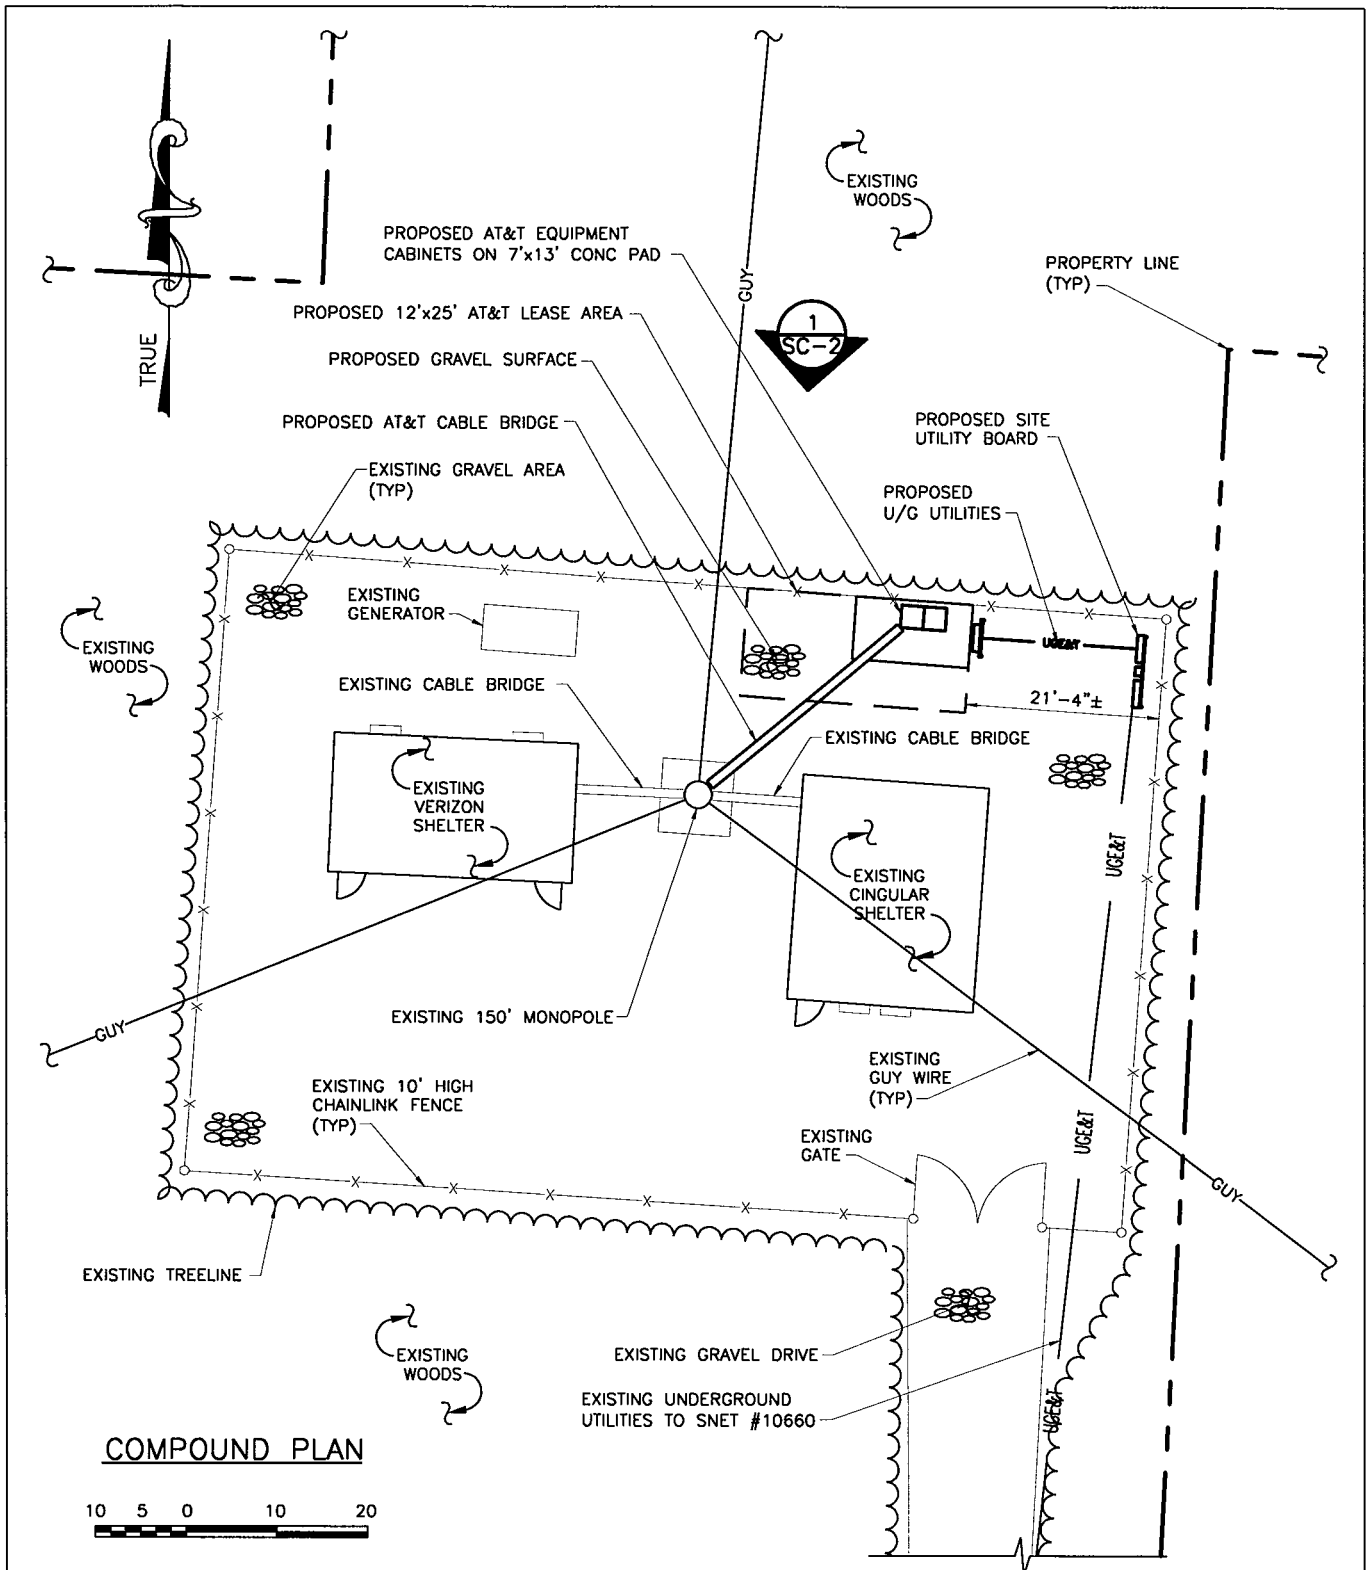 TRUE
GUY
EXISTING
WOODS
PROPOSED AT&T EQUIPMENT
CABINETS ON 7'x13' CONC PAD
PROPERTY LINE
(TYP)
PROPOSED 12'x25' AT&T LEASE AREA
1
SC-2
PROPOSED GRAVEL SURFACE
PROPOSED AT&T CABLE BRIDGE
PROPOSED SITE
UTILITY BOARD
EXISTING GRAVEL AREA
(TYP)
PROPOSED
U/G UTILITIES
EXISTING
GENERATOR
EXISTING
WOODS
UGE&T
EXISTING CABLE BRIDGE
21'-4"±
EXISTING CABLE BRIDGE
EXISTING
VERIZON
SHELTER
UGE&T
EXISTING
CINGULAR
SHELTER
GUY
EXISTING 150' MONOPOLE
EXISTING
GUY WIRE
(TYP)
EXISTING 10' HIGH
CHAINLINK FENCE
(TYP)
UGE&T
EXISTING
GATE
GUY
EXISTING TREELINE
EXISTING
WOODS
EXISTING GRAVEL DRIVE
EXISTING UNDERGROUND
UTILITIES TO SNET #10660
UGE&T
COMPOUND PLAN
10 5 0 10 20